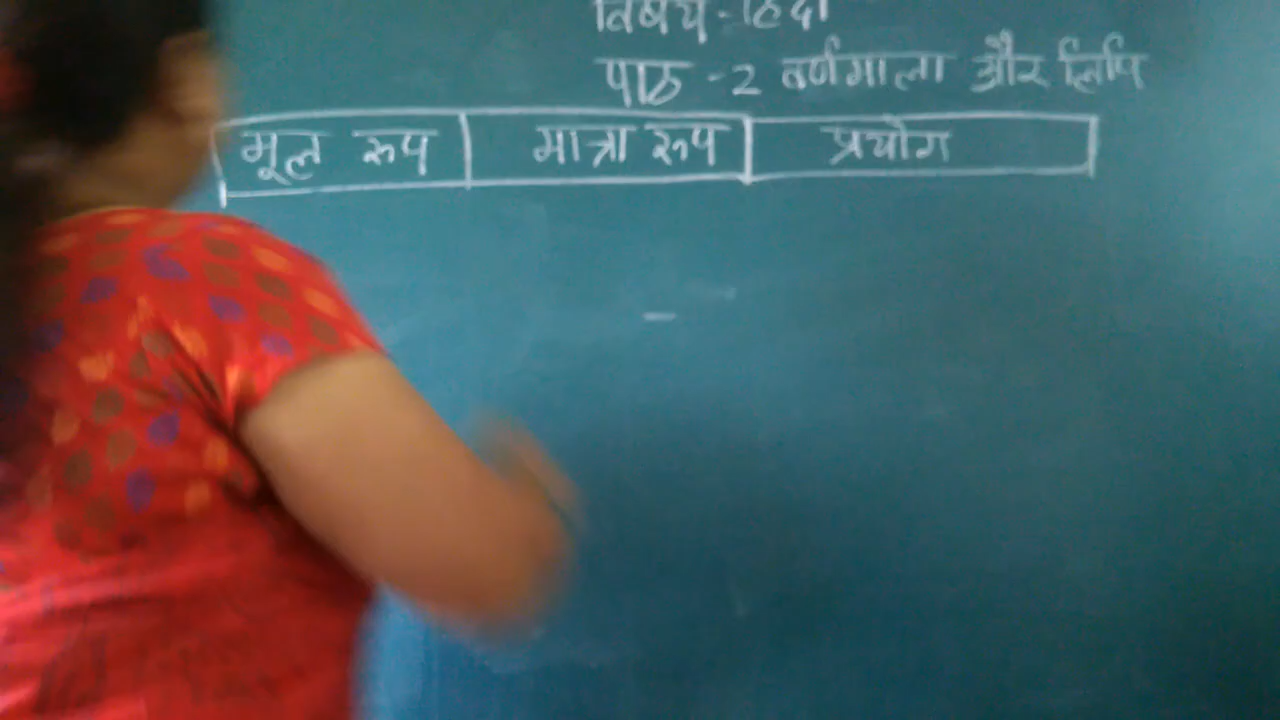 विषय - हिंदी
पाठ - 2 वर्णमाला और लिपि
मूल रूप मात्रा रूप प्रयोग